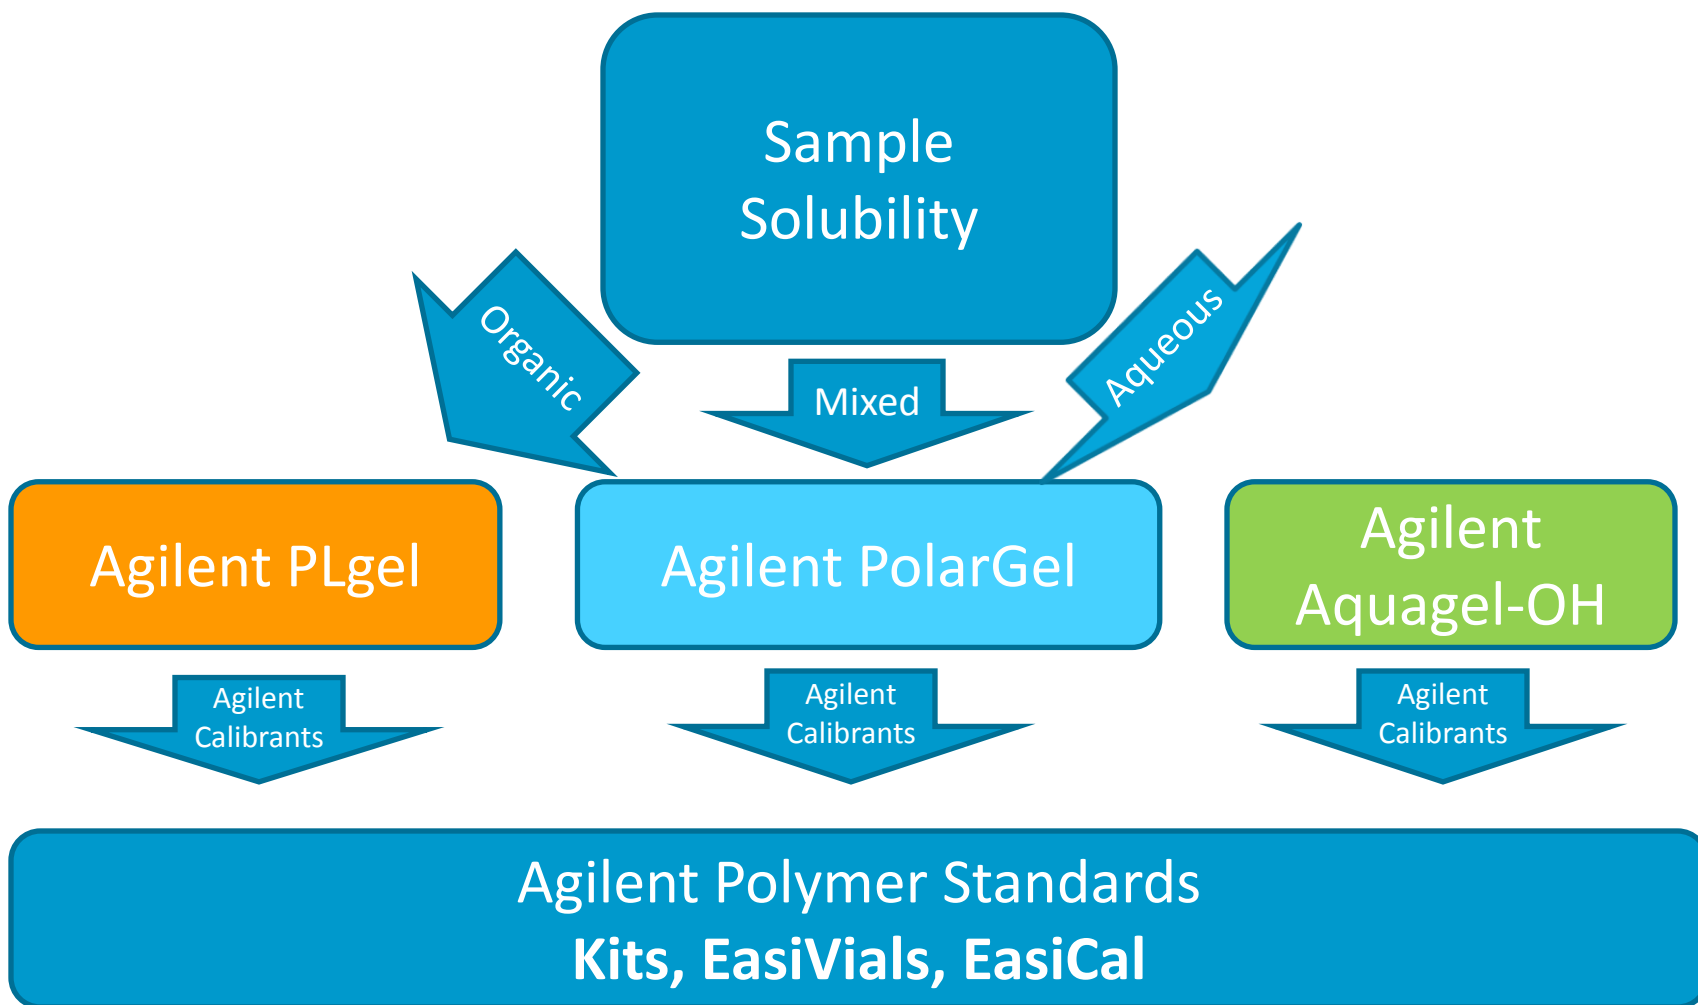 Sample
Solubility
Organic
Mixed
Aqueous
Agilent PLgel
Agilent PolarGel
Agilent
Aquagel-OH
Agilent
Calibrants
Agilent
Calibrants
Agilent
Calibrants
Agilent Polymer Standards
Kits, EasiVials, EasiCal